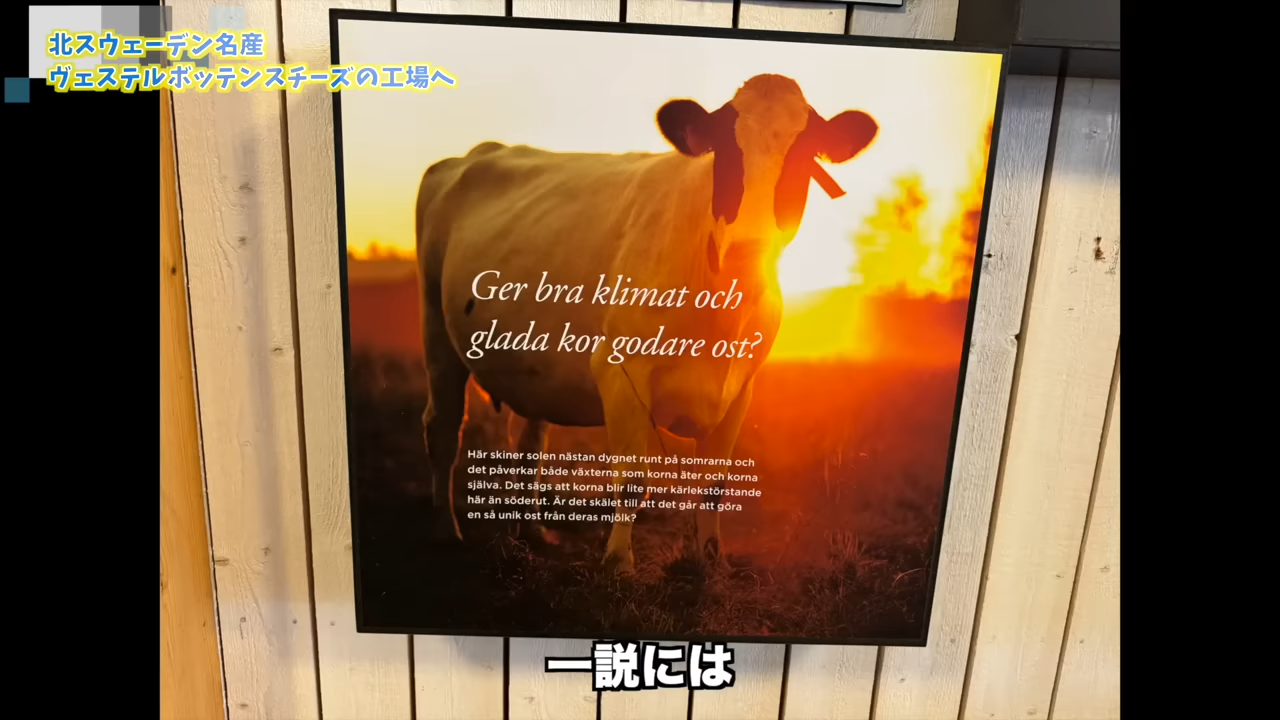 北スウェーデン名産
ヴェステルボッテンスチーズの工場へ
Ger bra klimat och
glada kor godare ost?
Här skiner solen nästan dygnet runt på somrarna och
det påverkar både växterna som korna äter och korna
själva. Det sägs att korna blir lite mer kärlekstörstande
här än söderut. Är det skälet till att det går att göra
en så unik ost från deras mjölk?
一説には